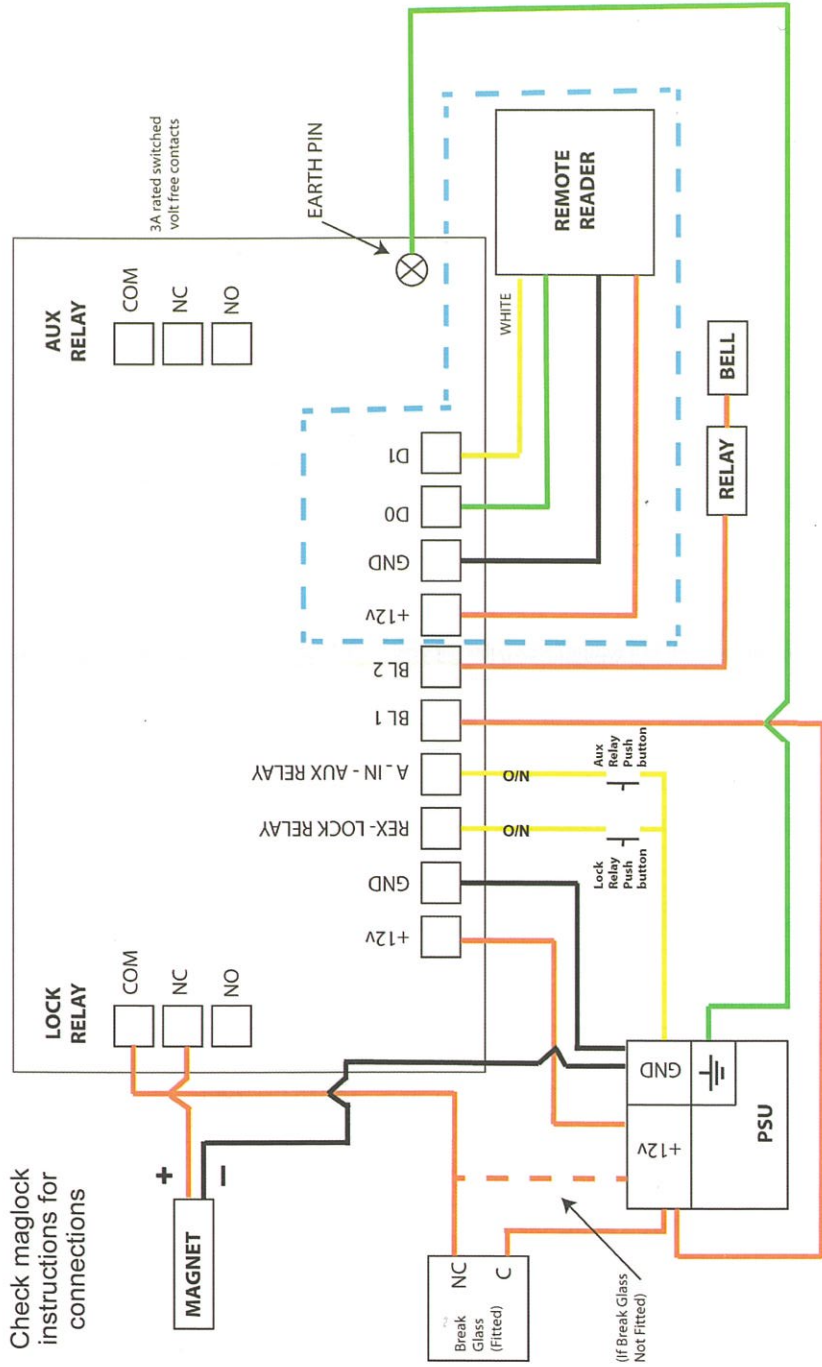 Check maglock
instructions for
connections
MAGNET
+
–
LOCK
RELAY
COM
NC
NO
AUX
RELAY
COM
NC
NO
3A rated switched
volt free contacts
EARTH PIN
+12v
GND
REX- LOCK RELAY
A_IN - AUX RELAY
BL 1
BL 2
+12v
GND
D0
D1
WHITE
REMOTE
READER
N/O
N/O
Lock
Relay
Push
button
Aux
Relay
Push
button
RELAY
BELL
NC
C
Break
Glass
(Fitted)
(If Break Glass
Not Fitted)
+12v
GND
PSU